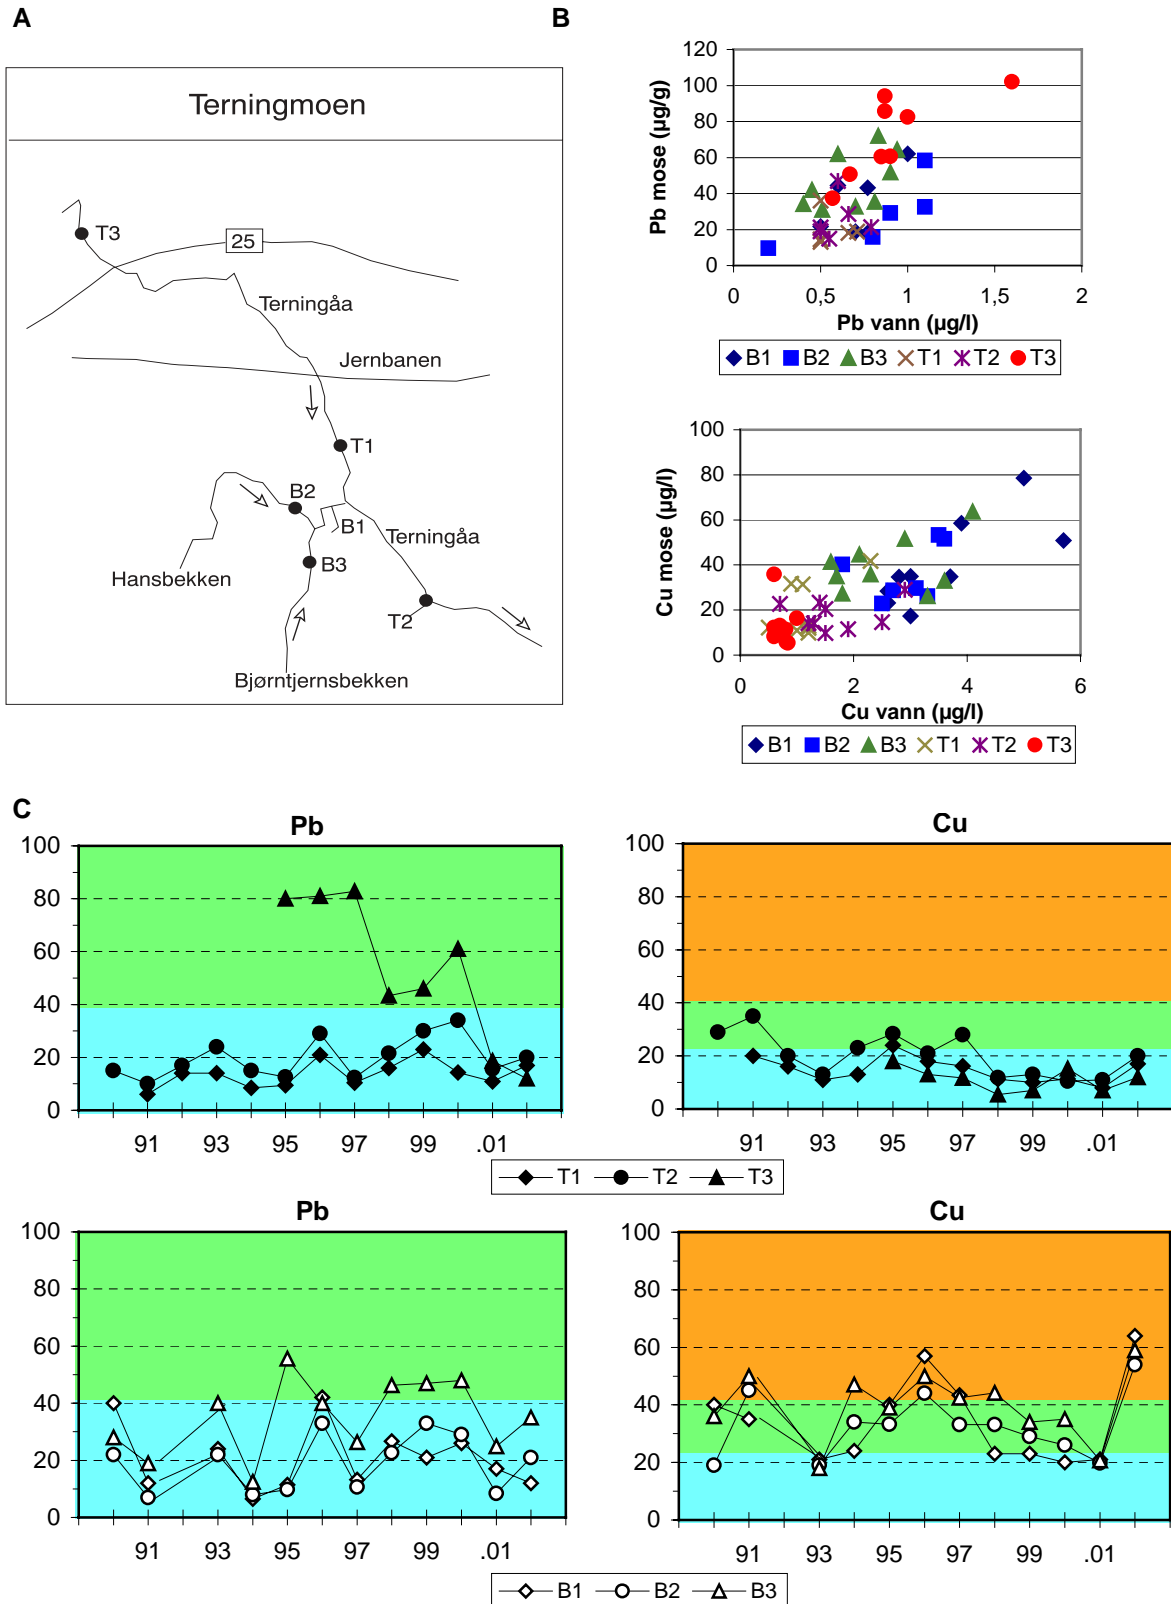 A
B
Terningmoen
T3
25
Terningåa
Jernbanen
T1
B2
B1
Terningåa
B3
Hansbekken
T2
Bjørntjernsbekken
Pb mose (µg/g)
120
100
80
60
40
20
0
0 0,5 1 1,5 2
Pb vann (µg/l)
B1 B2 B3 T1 T2 T3
Cu mose (µg/l)
100
80
60
40
20
0
0 2 4 6
Cu vann (µg/l)
B1 B2 B3 T1 T2 T3
C
Pb
100
80
60
40
20
0
91 93 95 97 99 .01
Cu
100
80
60
40
20
0
91 93 95 97 99 .01
T1 T2 T3
Pb
100
80
60
40
20
0
91 93 95 97 99 .01
Cu
100
80
60
40
20
0
91 93 95 97 99 .01
B1 B2 B3